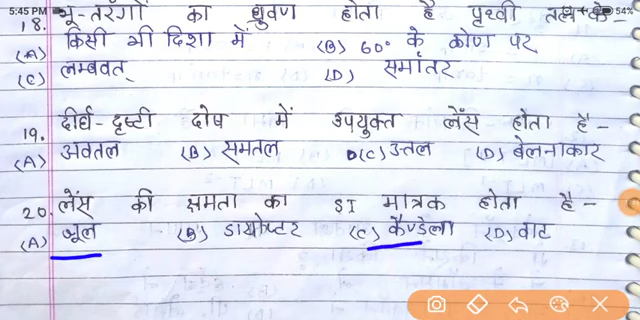 5:45 PM 54%
18. भू-तरंगों का ध्रुवण होता है पृथ्वी तल के-
(A) किसी भी दिशा में (B) 60° के कोण पर
(C) लम्बवत् (D) समांतर
19. दीर्घ-दृष्टी दोष में उपयुक्त लेंस होता है-
(A) अवतल (B) समतल (C) उत्तल (D) बेलनाकार
20. लेंस की क्षमता का SI मात्रक होता है-
(A) जूल (B) डायोप्टर (C) कैण्डेला (D) वाट